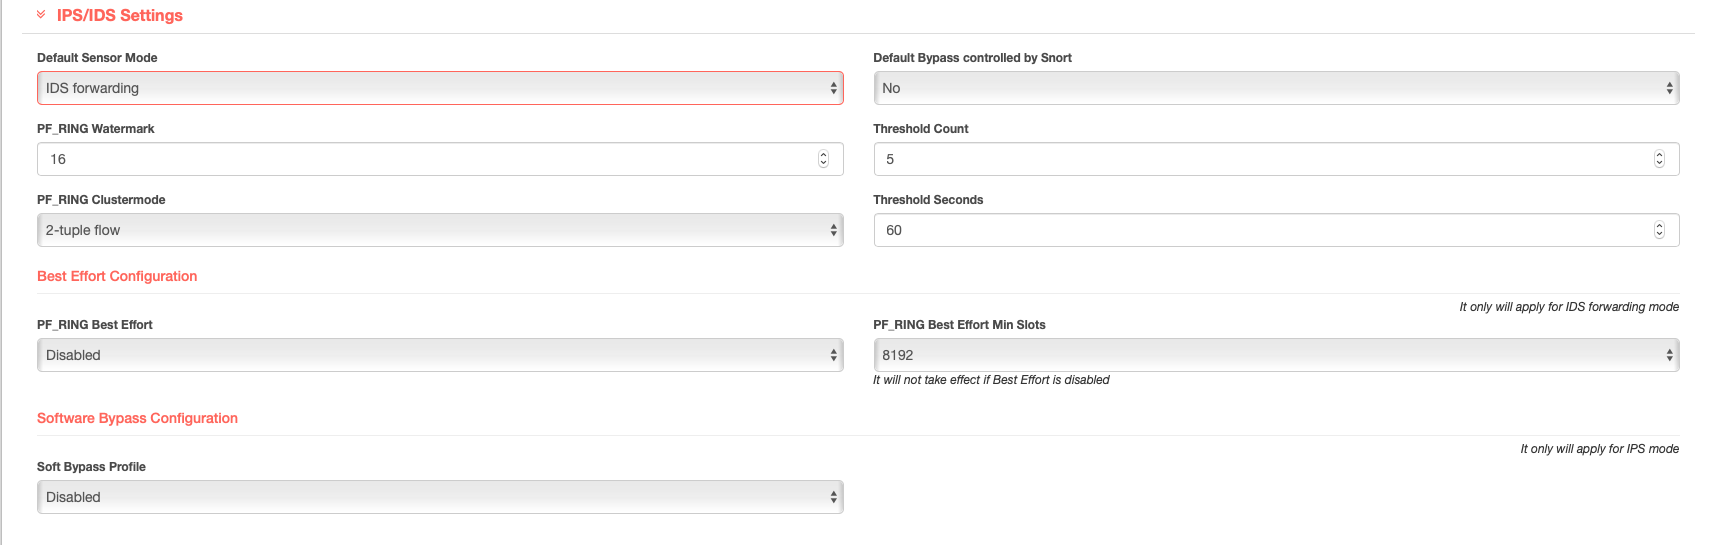 IPS/IDS Settings
Default Sensor Mode
IDS forwarding
Default Bypass controlled by Snort
No
PF_RING Watermark
16
Threshold Count
5
PF_RING Clustermode
2-tuple flow
Threshold Seconds
60
Best Effort Configuration
It only will apply for IDS forwarding mode
PF_RING Best Effort
Disabled
PF_RING Best Effort Min Slots
8192
It will not take effect if Best Effort is disabled
Software Bypass Configuration
It only will apply for IPS mode
Soft Bypass Profile
Disabled